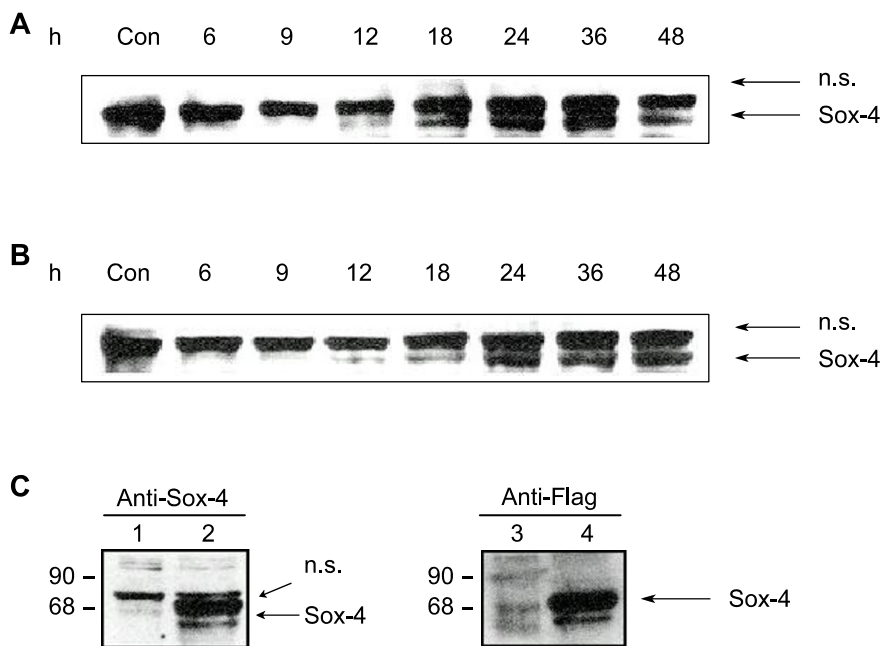 A
h Con 6 9 12 18 24 36 48
n.s.
Sox-4
B
h Con 6 9 12 18 24 36 48
n.s.
Sox-4
C
Anti-Sox-4
1 2
90 –
68 –
n.s.
Sox-4
Anti-Flag
3 4
90 –
68 –
Sox-4